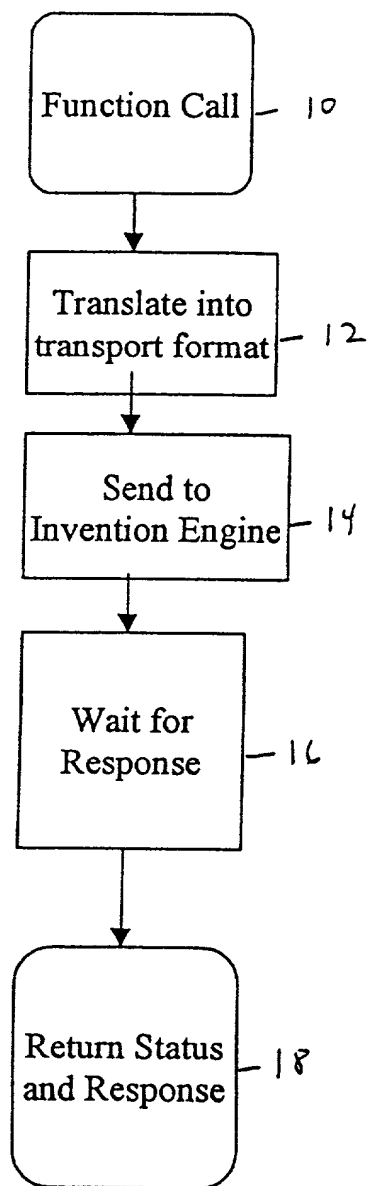 Function Call
10
Translate into
transport format
12
Send to
Invention Engine
14
Wait for
Response
16
Return Status
and Response
18